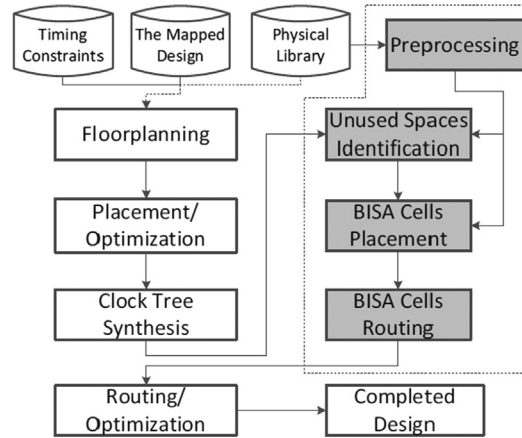 Timing
Constraints
The Mapped
Design
Physical
Library
Preprocessing
Floorplanning
Unused Spaces
Identification
Placement/
Optimization
BISA Cells
Placement
Clock Tree
Synthesis
BISA Cells
Routing
Routing/
Optimization
Completed
Design